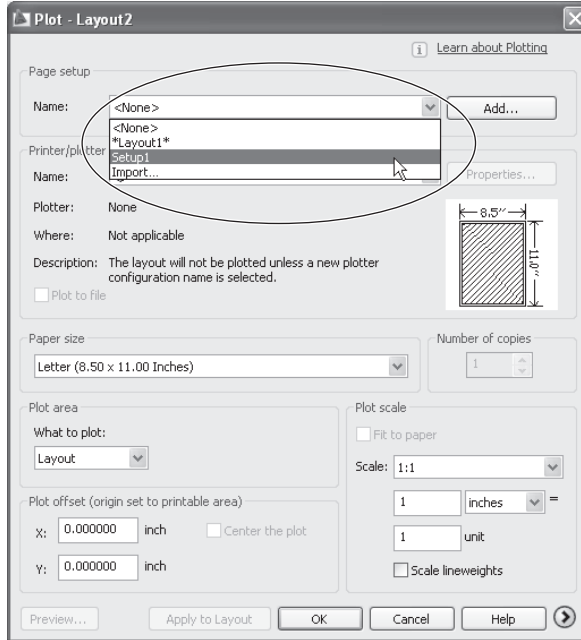 Plot - Layout2
Learn about Plotting
Page setup
Name: <None> Add...
<None>
*Layout1*
Setup1
Import...
Printer/plotter
Name: Properties...
Plotter: None
Where: Not applicable
Description: The layout will not be plotted unless a new plotter
configuration name is selected.
Plot to file
8.5″
11.0″
Paper size
Letter (8.50 x 11.00 Inches)
Number of copies
1
Plot area
What to plot:
Layout
Plot scale
Fit to paper
Scale: 1:1
1 inches =
1 unit
Scale lineweights
Plot offset (origin set to printable area)
X: 0.000000 inch Center the plot
Y: 0.000000 inch
Preview... Apply to Layout OK Cancel Help